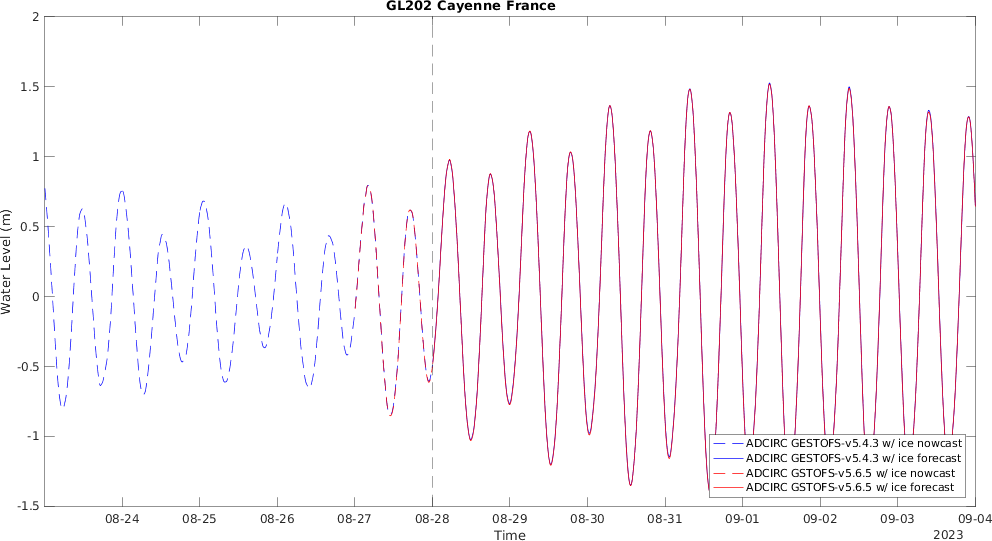 GL202 Cayenne France
2
1.5
1
0.5
0
-0.5
-1
-1.5
Water Level (m)
ADCIRC GESTOFS-v5.4.3 w/ ice nowcast
ADCIRC GESTOFS-v5.4.3 w/ ice forecast
ADCIRC GSTOFS-v5.6.5 w/ ice nowcast
ADCIRC GSTOFS-v5.6.5 w/ ice forecast
08-24 08-25 08-26 08-27 08-28 08-29 08-30 08-31 09-01 09-02 09-03 09-04
Time
2023